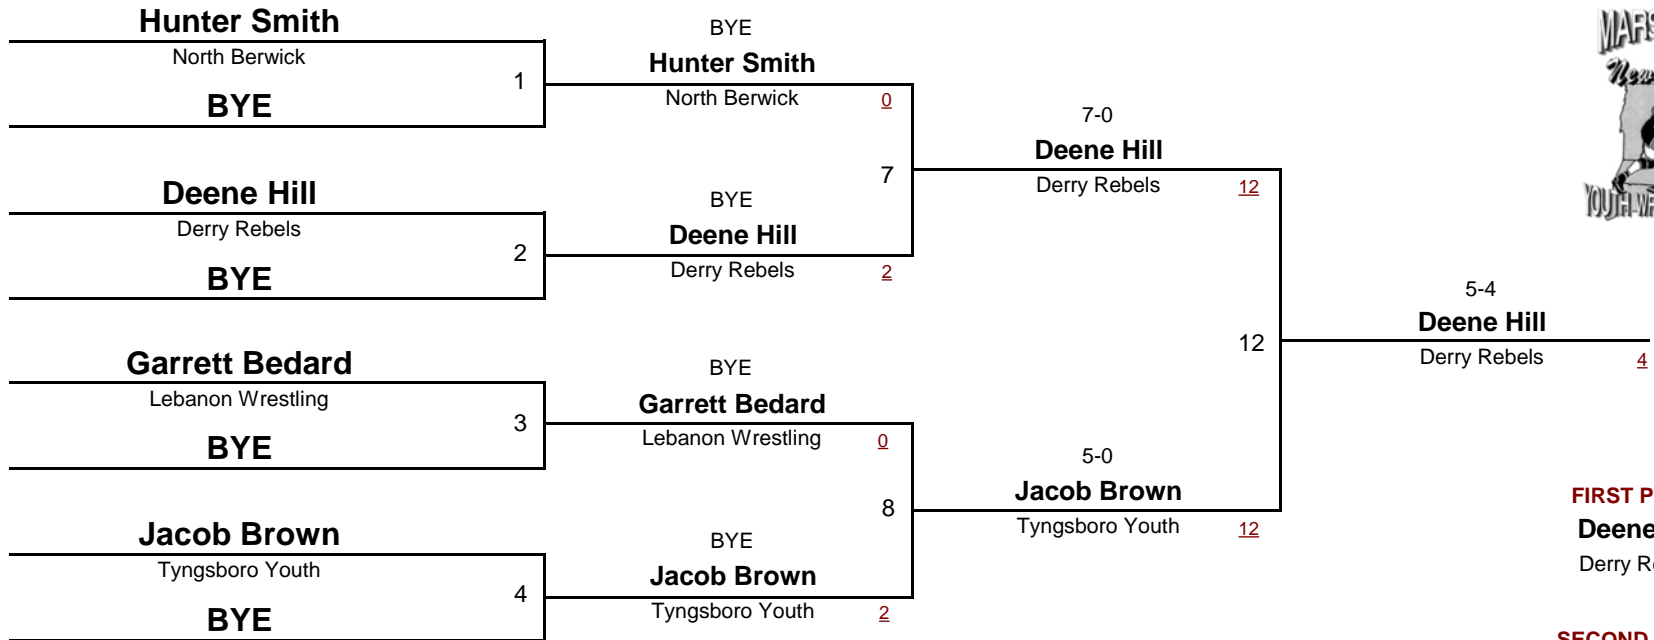 Hunter Smith
North Berwick
1
BYE
Deene Hill
Derry Rebels
2
BYE
Garrett Bedard
Lebanon Wrestling
3
BYE
Jacob Brown
Tyngsboro Youth
4
BYE
BYE
Hunter Smith
North Berwick 0
7
BYE
Deene Hill
Derry Rebels 2
BYE
Garrett Bedard
Lebanon Wrestling 0
8
BYE
Jacob Brown
Tyngsboro Youth 2
7-0
Deene Hill
Derry Rebels 12
12
5-0
Jacob Brown
Tyngsboro Youth 12
5-4
Deene Hill
Derry Rebels 4
FIRST P
Deene
Derry R
SECOND